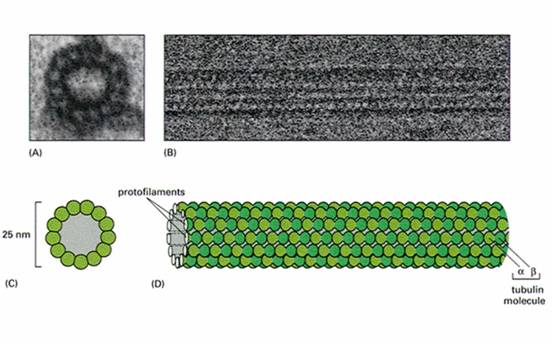 (A)
(B)
protofilaments
25 nm
(C)
(D)
α β
tubulin
molecule